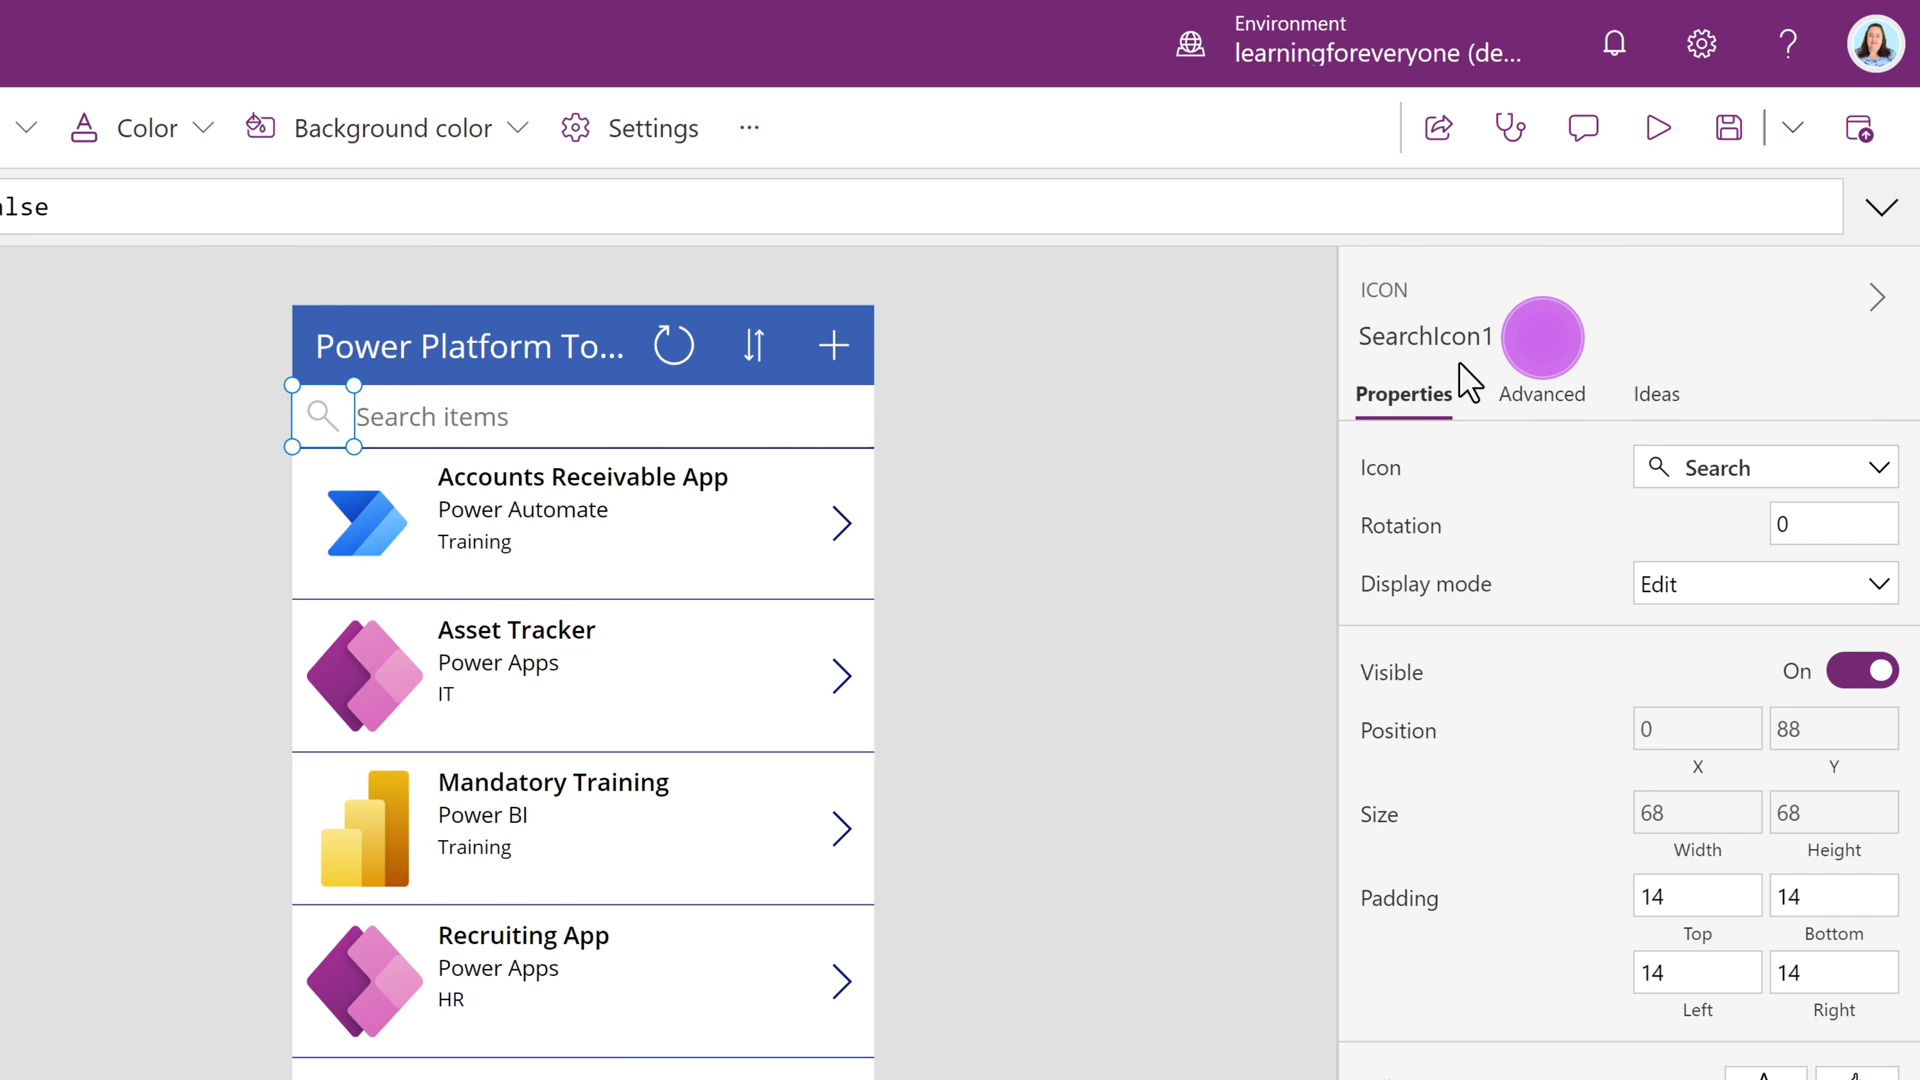 Environment
learningforeveryone (de...
Color
Background color
Settings
...
alse
ICON
SearchIcon1
Properties
Advanced
Ideas
Power Platform To...
Search items
Accounts Receivable App
Power Automate
Training
Asset Tracker
Power Apps
IT
Mandatory Training
Power BI
Training
Recruiting App
Power Apps
HR
Icon
Search
Rotation
0
Display mode
Edit
Visible
On
Position
0
88
X
Y
Size
68
68
Width
Height
Padding
14
14
Top
Bottom
14
14
Left
Right